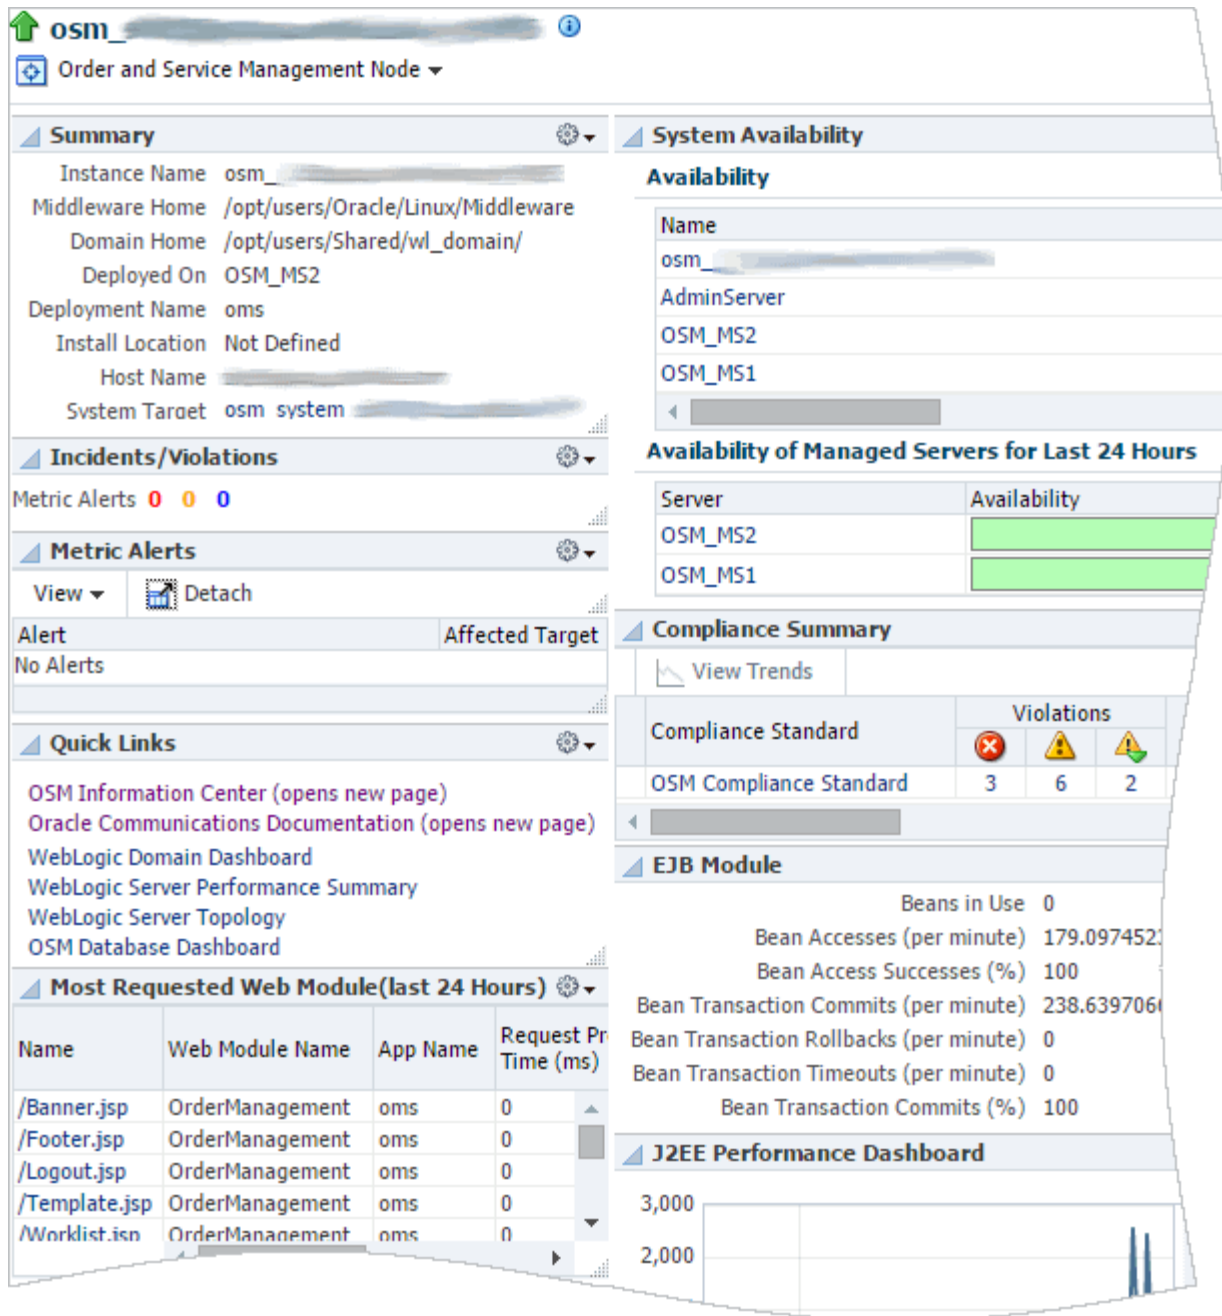 osm_
Order and Service Management Node
Summary
Instance Name osm_
Middleware Home /opt/users/Oracle/Linux/Middleware
Domain Home /opt/users/Shared/wl_domain/
Deployed On OSM_MS2
Deployment Name oms
Install Location Not Defined
Host Name
System Target osm_system
Incidents/Violations
Metric Alerts 0 0 0
Metric Alerts
View Detach
Alert Affected Target
No Alerts
Quick Links
OSM Information Center (opens new page)
Oracle Communications Documentation (opens new page)
WebLogic Domain Dashboard
WebLogic Server Performance Summary
WebLogic Server Topology
OSM Database Dashboard
Most Requested Web Module(last 24 Hours)
Name Web Module Name App Name Request Pr
Time (ms)
/Banner.jsp OrderManagement oms 0
/Footer.jsp OrderManagement oms 0
/Logout.jsp OrderManagement oms 0
/Template.jsp OrderManagement oms 0
/Worklist.jsp OrderManagement oms 0
System Availability
Availability
Name
osm_
AdminServer
OSM_MS2
OSM_MS1
Availability of Managed Servers for Last 24 Hours
Server Availability
OSM_MS2
OSM_MS1
Compliance Summary
View Trends
Compliance Standard Violations
OSM Compliance Standard 3 6 2
EJB Module
Beans in Use 0
Bean Accesses (per minute) 179.097452
Bean Access Successes (%) 100
Bean Transaction Commits (per minute) 238.639706
Bean Transaction Rollbacks (per minute) 0
Bean Transaction Timeouts (per minute) 0
Bean Transaction Commits (%) 100
J2EE Performance Dashboard
3,000
2,000